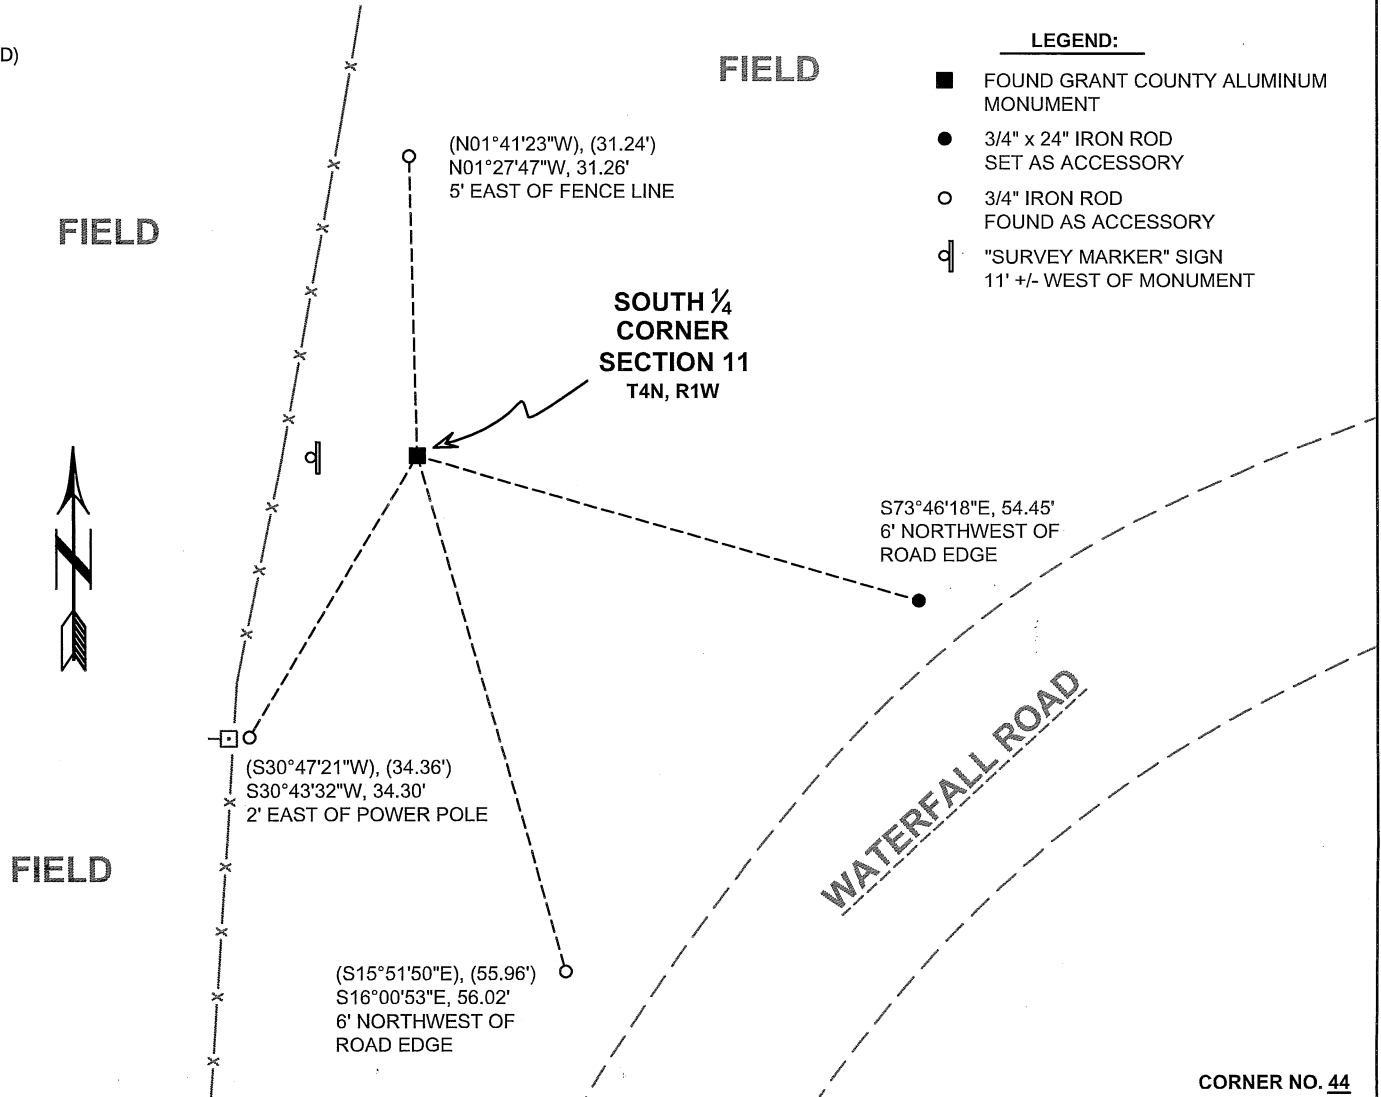 D)
FIELD
LEGEND:
FOUND GRANT COUNTY ALUMINUM
MONUMENT
3/4" x 24" IRON ROD
SET AS ACCESSORY
3/4" IRON ROD
FOUND AS ACCESSORY
"SURVEY MARKER" SIGN
11' +/- WEST OF MONUMENT
(N01°41'23"W), (31.24')
N01°27'47"W, 31.26'
5' EAST OF FENCE LINE
FIELD
SOUTH ¼
CORNER
SECTION 11
T4N, R1W
N
S73°46'18"E, 54.45'
6' NORTHWEST OF
ROAD EDGE
WATERFALL ROAD
(S30°47'21"W), (34.36')
S30°43'32"W, 34.30'
2' EAST OF POWER POLE
FIELD
(S15°51'50"E), (55.96')
S16°00'53"E, 56.02'
6' NORTHWEST OF
ROAD EDGE
CORNER NO. 44